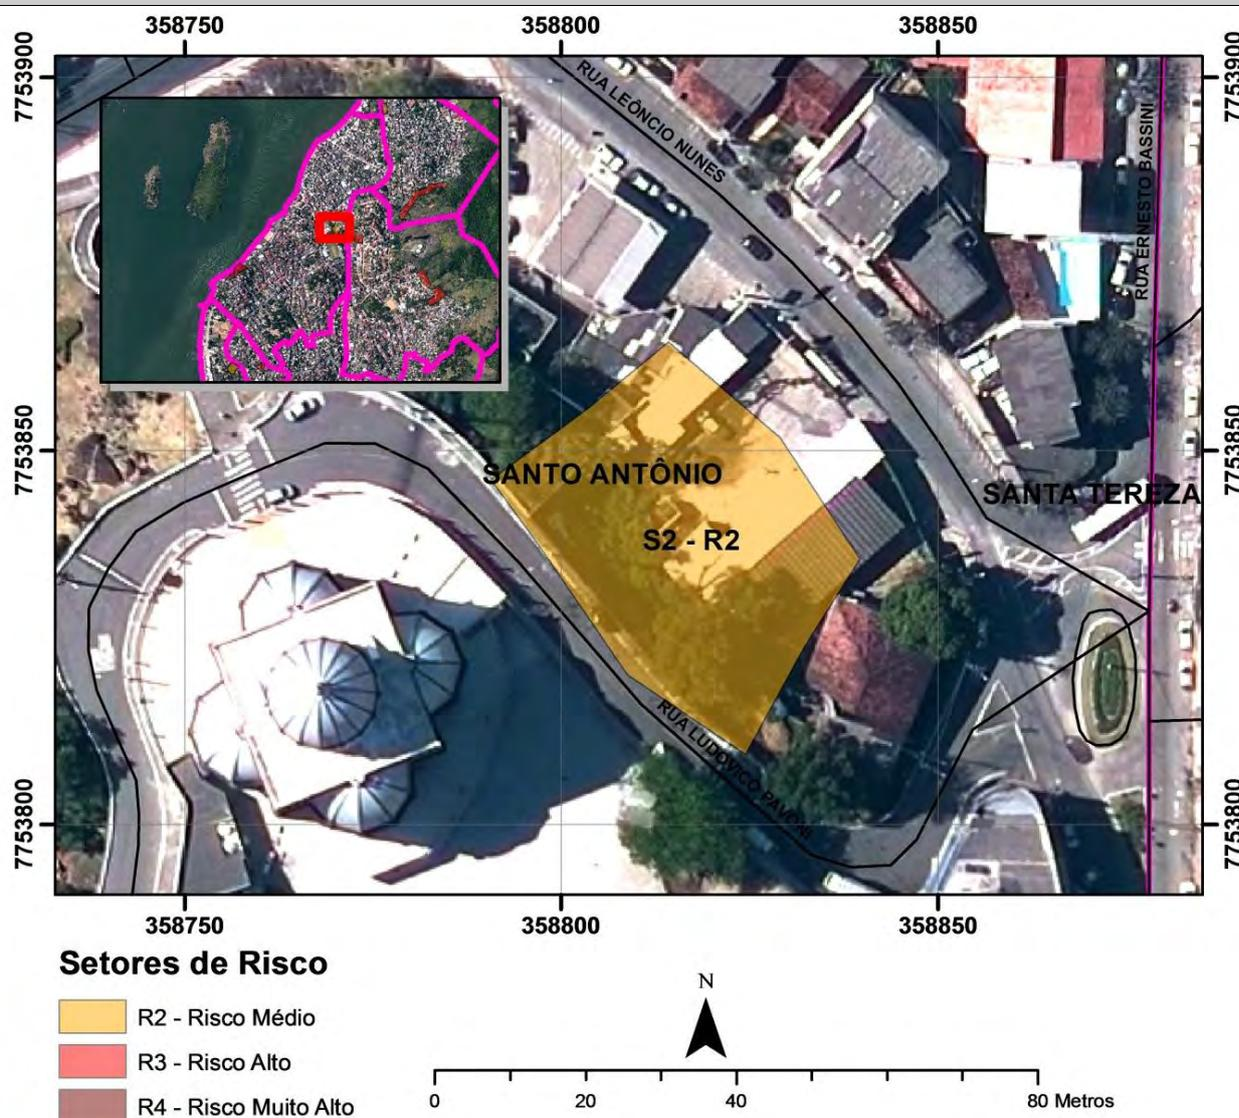 358750 358800 358850
7753900
7753900
RUA LEÔNCIO NUNES
RUA ERNESTO BASSINI
7753850
7753850
SANTO ANTÔNIO
SANTA TEREZA
S2 - R2
RUA LUDOVICO PAVONI
7753800
7753800
358750 358800 358850
Setores de Risco
R2 - Risco Médio
R3 - Risco Alto
R4 - Risco Muito Alto
N
0 20 40 80 Metros